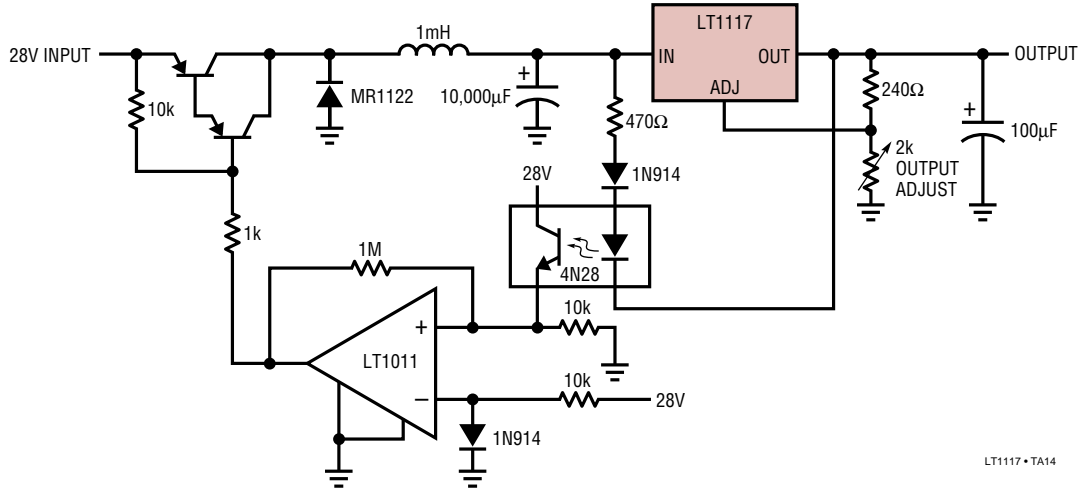 1mH
LT1117
28V INPUT
IN
OUT
OUTPUT
ADJ
10k
MR1122
+
10,000µF
470Ω
240Ω
+
100µF
2k
OUTPUT
ADJUST
28V
1N914
4N28
1k
1M
+
10k
LT1011
−
10k
28V
1N914
LT1117 • TA14